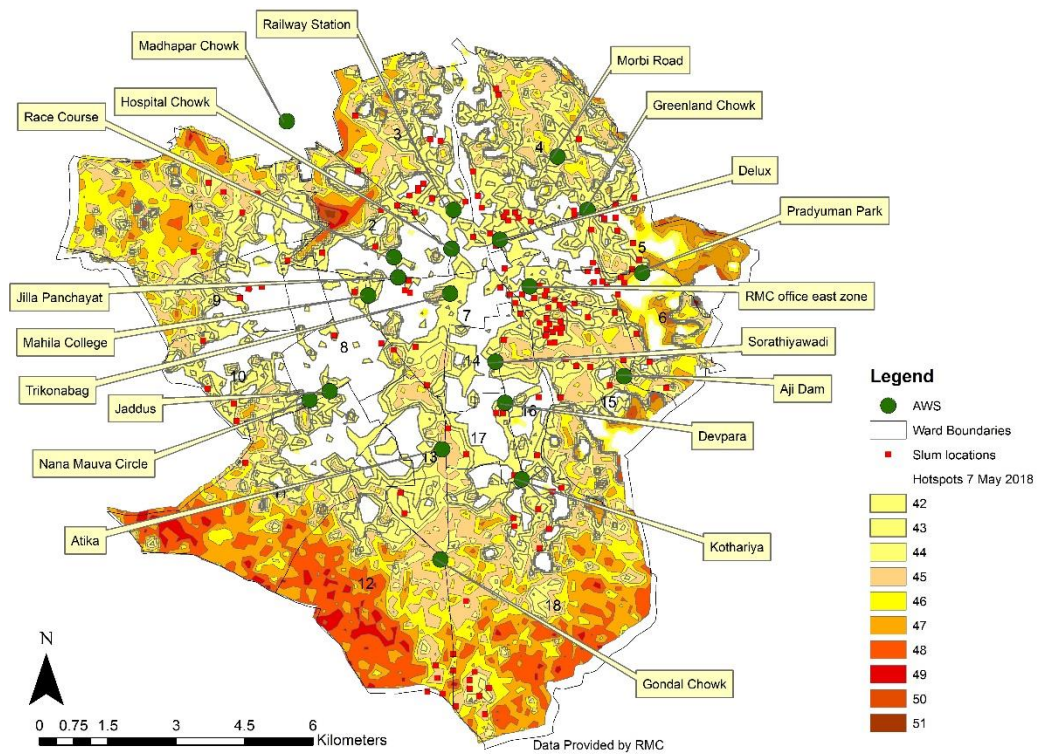 Railway Station
Madhapar Chowk
Morbi Road
Hospital Chowk
Greenland Chowk
Race Course
Delux
Pradyuman Park
Jilla Panchayat
RMC office east zone
Mahila College
Sorathiyawadi
Trikonabag
Aji Dam
Jaddus
Devpara
Nana Mauva Circle
Atika
Kothariya
Gondal Chowk
3
4
1
2
5
9
6
7
8
14
10
15
16
17
13
11
12
18
Legend
AWS
Ward Boundaries
Slum locations
Hotspots 7 May 2018
42
43
44
45
46
47
48
49
50
51
N
0 0.75 1.5 3 4.5 6
Kilometers
Data Provided by RMC